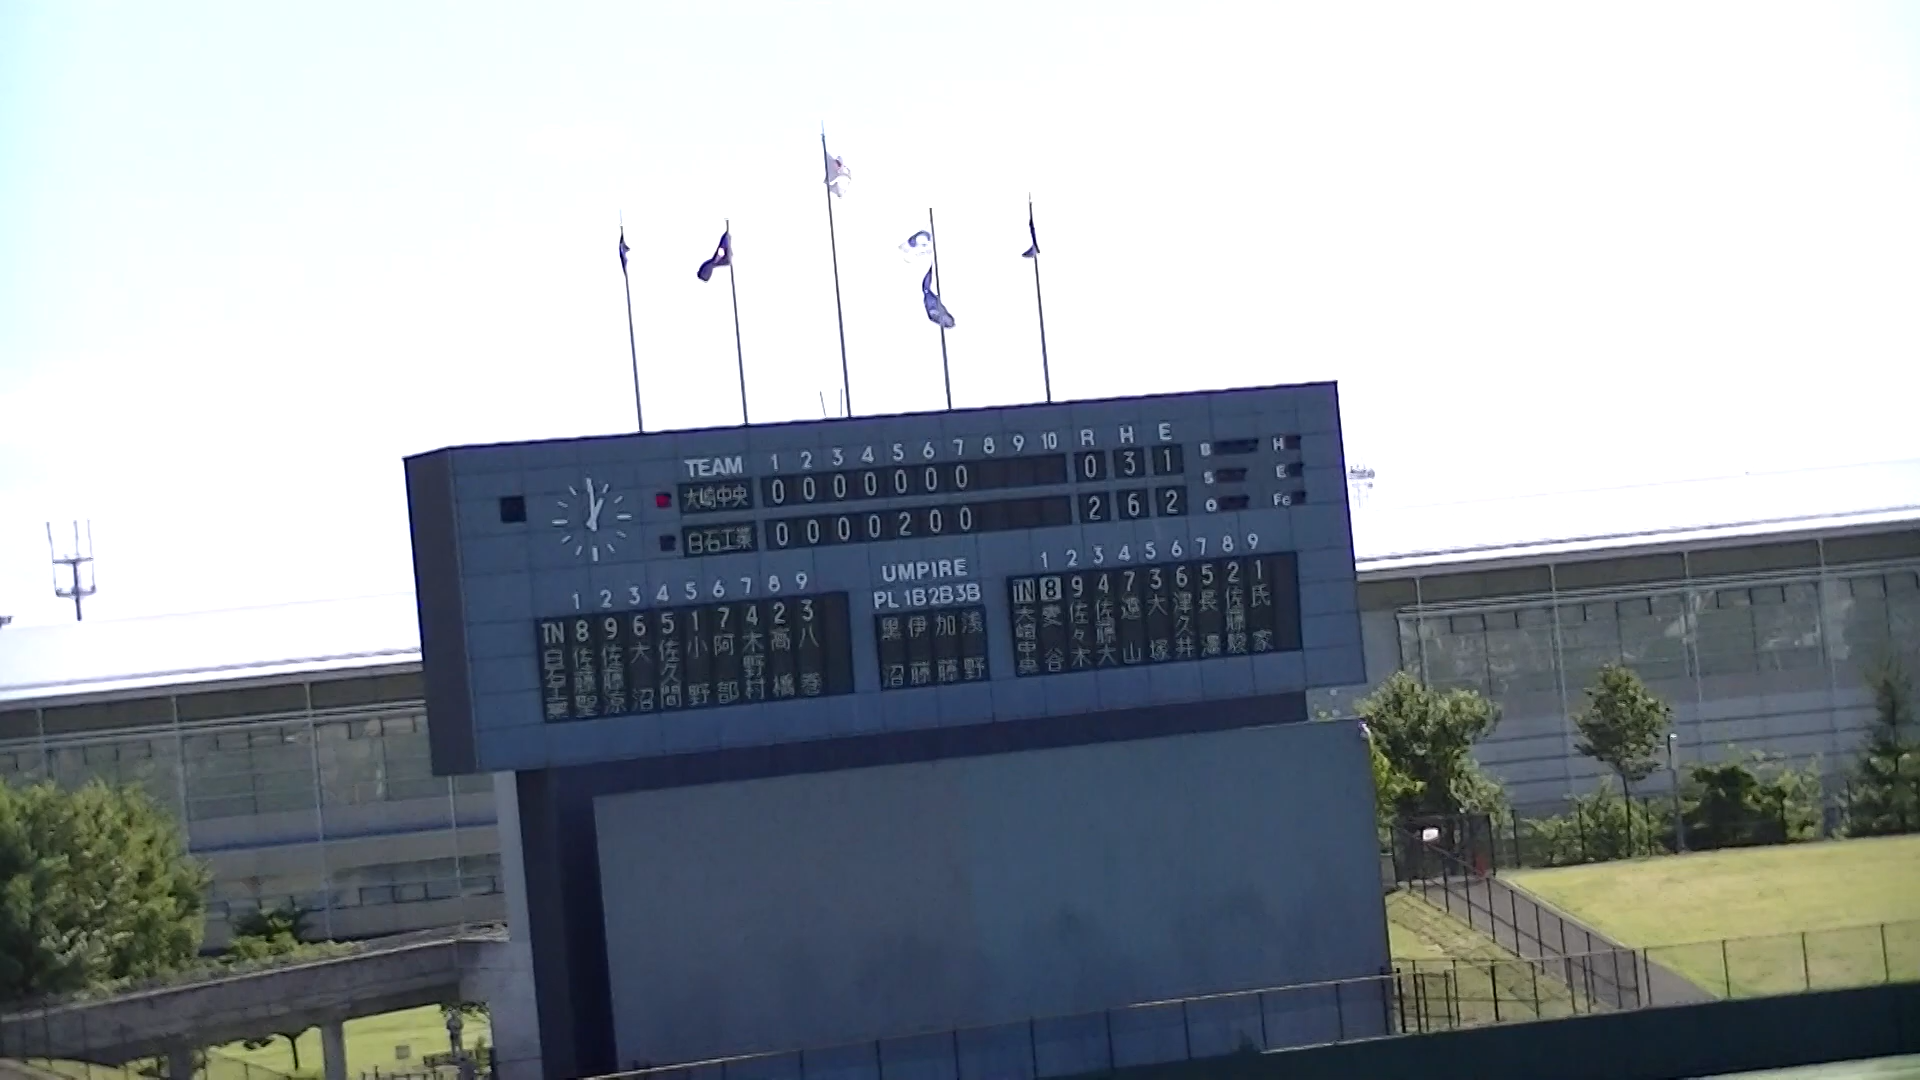 TEAM 1 2 3 4 5 6 7 8 9 10 R H E
大崎中央 0 0 0 0 0 0 0 0 3 1
白石工業 0 0 0 0 2 0 0 2 6 2
B H
S E
O Fc
1 2 3 4 5 6 7 8 9
TN 8 9 6 5 1 7 4 2 3
白石工業 佐藤聖 佐藤涼 大沼 佐久間 小野 阿部 木野村 高橋 八巻
UMPIRE
PL 1B 2B 3B
黒沼 伊藤 加藤 浅野
1 2 3 4 5 6 7 8 9
TN 8 9 4 7 3 6 5 2 1
大崎中央 佐々木 佐藤大 大塚 津久井 佐藤駿 氏家